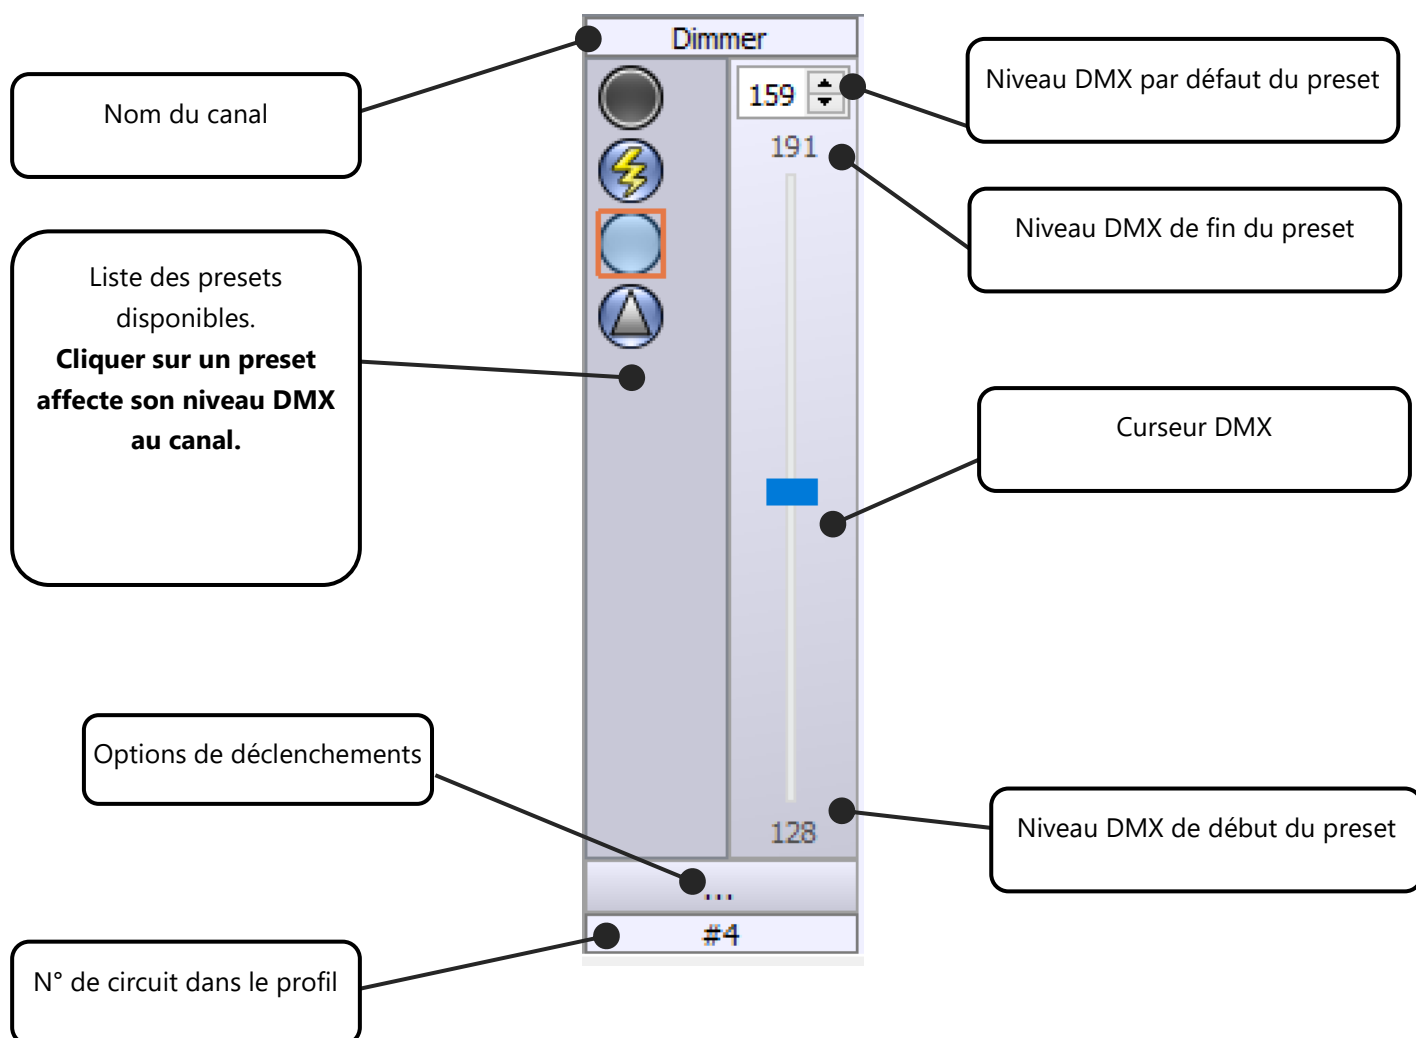 Dimmer
Nom du canal
159
Niveau DMX par défaut du preset
191
Niveau DMX de fin du preset
Liste des presets
disponibles.
Cliquer sur un preset
affecte son niveau DMX
au canal.
Curseur DMX
Options de déclenchements
128
Niveau DMX de début du preset
...
#4
N° de circuit dans le profil